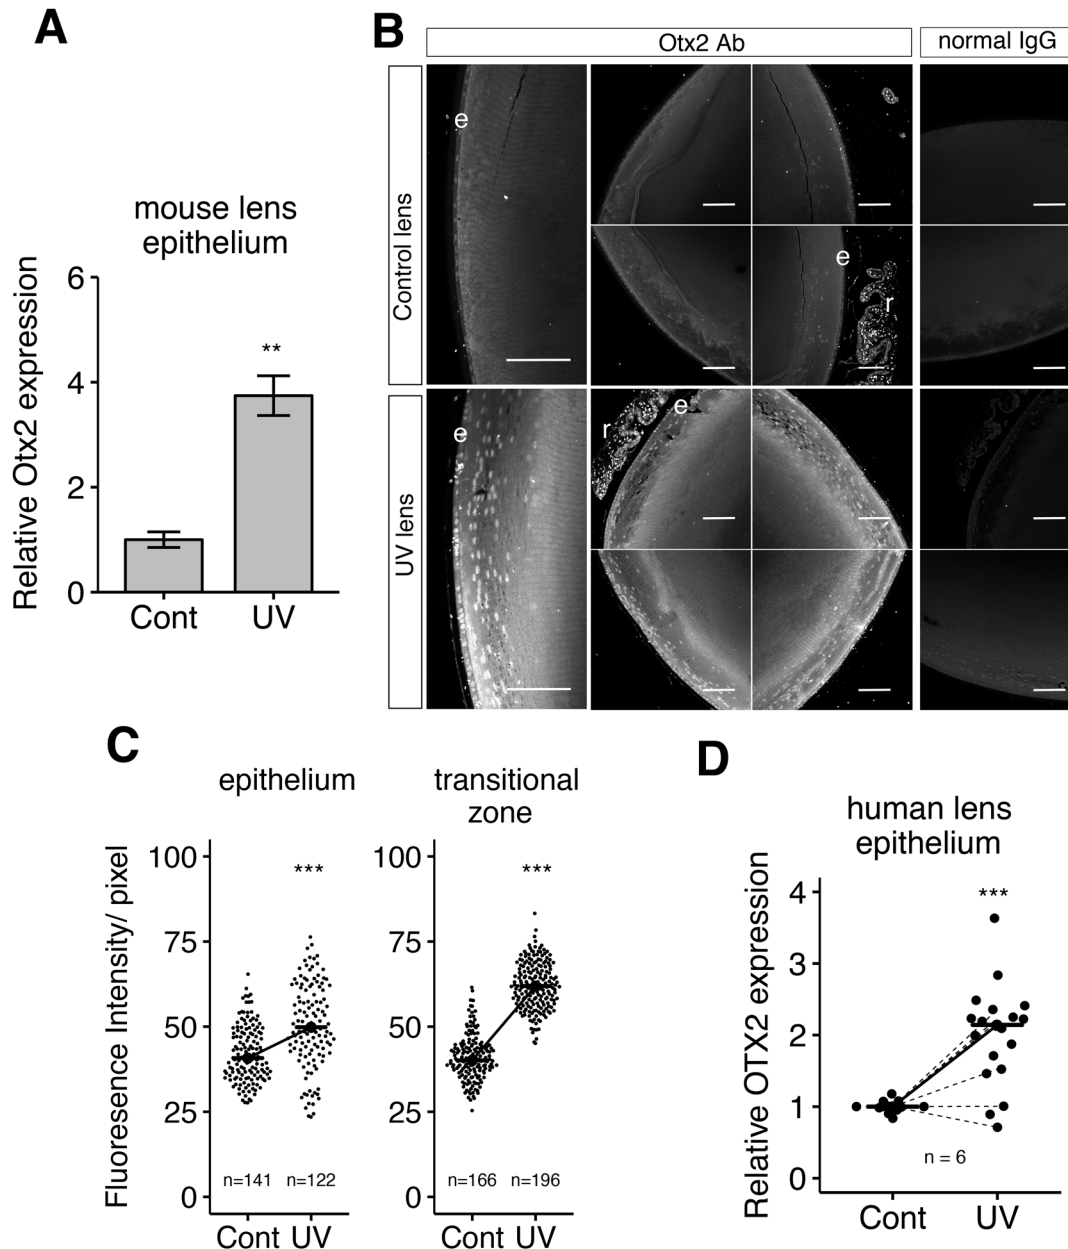 A
mouse lens
epithelium
Relative Otx2 expression
6
4
2
0
**
Cont UV
B
Otx2 Ab
normal IgG
Control lens
UV lens
e
e
r
e
r
e
C
epithelium
transitional
zone
Fluoresence Intensity/ pixel
100
75
50
25
0
***
n=141 n=122
Cont UV
100
75
50
25
0
***
n=166 n=196
Cont UV
D
human lens
epithelium
Relative OTX2 expression
4
3
2
1
0
***
n = 6
Cont UV